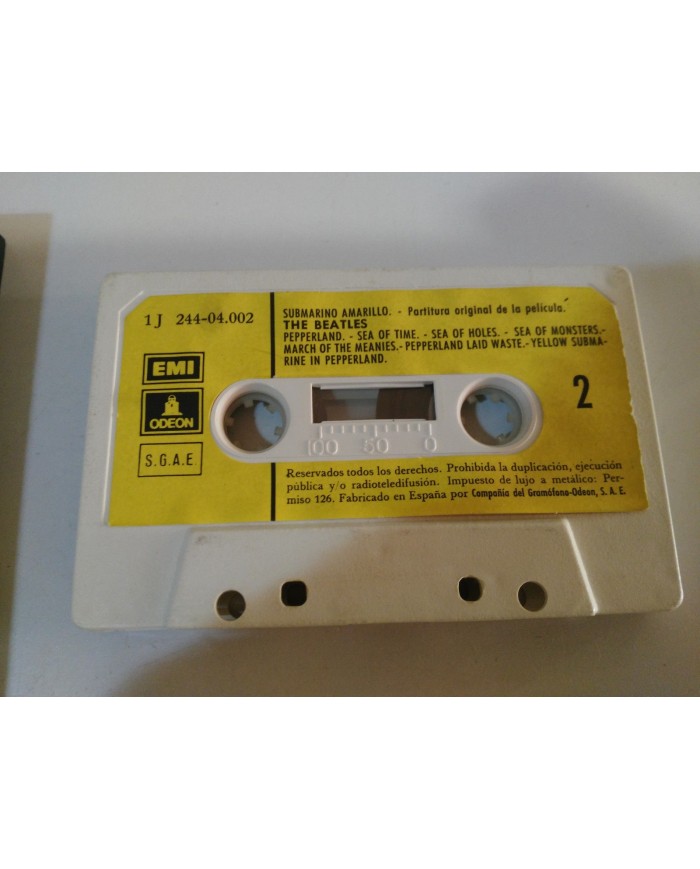 1 J 244-04.002
EMI
ODEON
S.G.A.E
SUBMARINO AMARILLO. - Partitura original de la película.
THE BEATLES
PEPPERLAND. - SEA OF TIME. - SEA OF HOLES. - SEA OF MONSTERS.-
MARCH OF THE MEANIES.- PEPPERLAND LAID WASTE.- YELLOW SUBMA-
RINE IN PEPPERLAND.
2
100 50 0
Reservados todos los derechos. Prohibida la duplicación, ejecución
pública y/o radioteledifusión. Impuesto de lujo a metálico: Per-
miso 126. Fabricado en España por Compañía del Gramófono-Odeon, S. A. E.